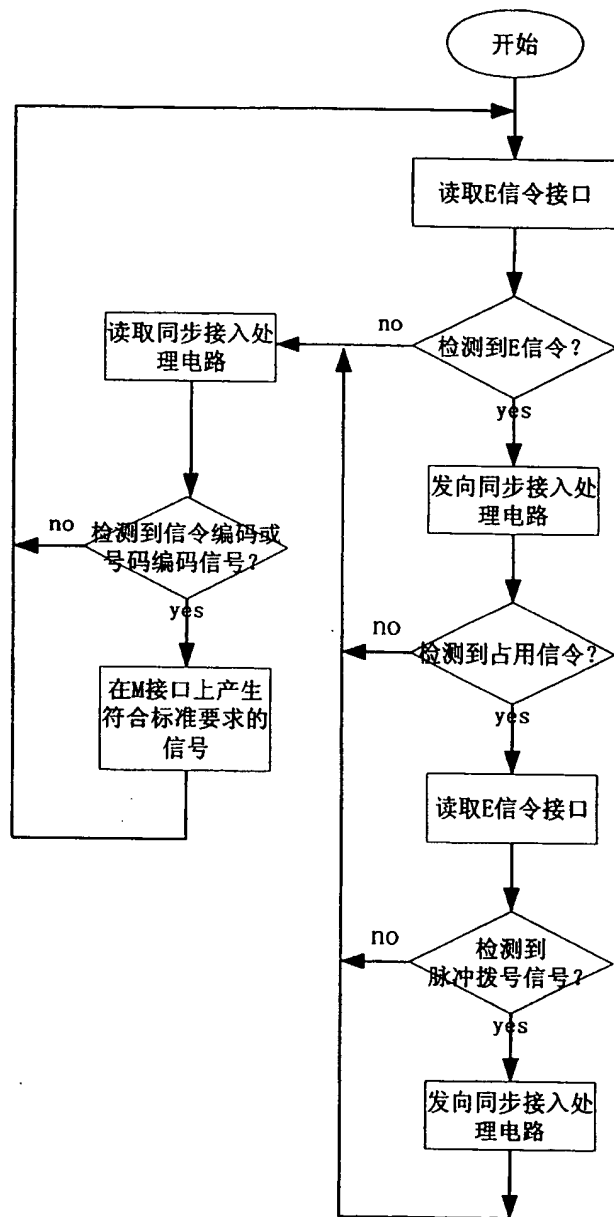 开始
读取E信令接口
检测到E信令？
no
yes
读取同步接入处
理电路
发向同步接入处
理电路
检测到信令编码或
号码编码信号？
no
yes
检测到占用信令？
no
yes
在M接口上产生
符合标准要求的
信号
读取E信令接口
检测到
脉冲拨号信号？
no
yes
发向同步接入处
理电路